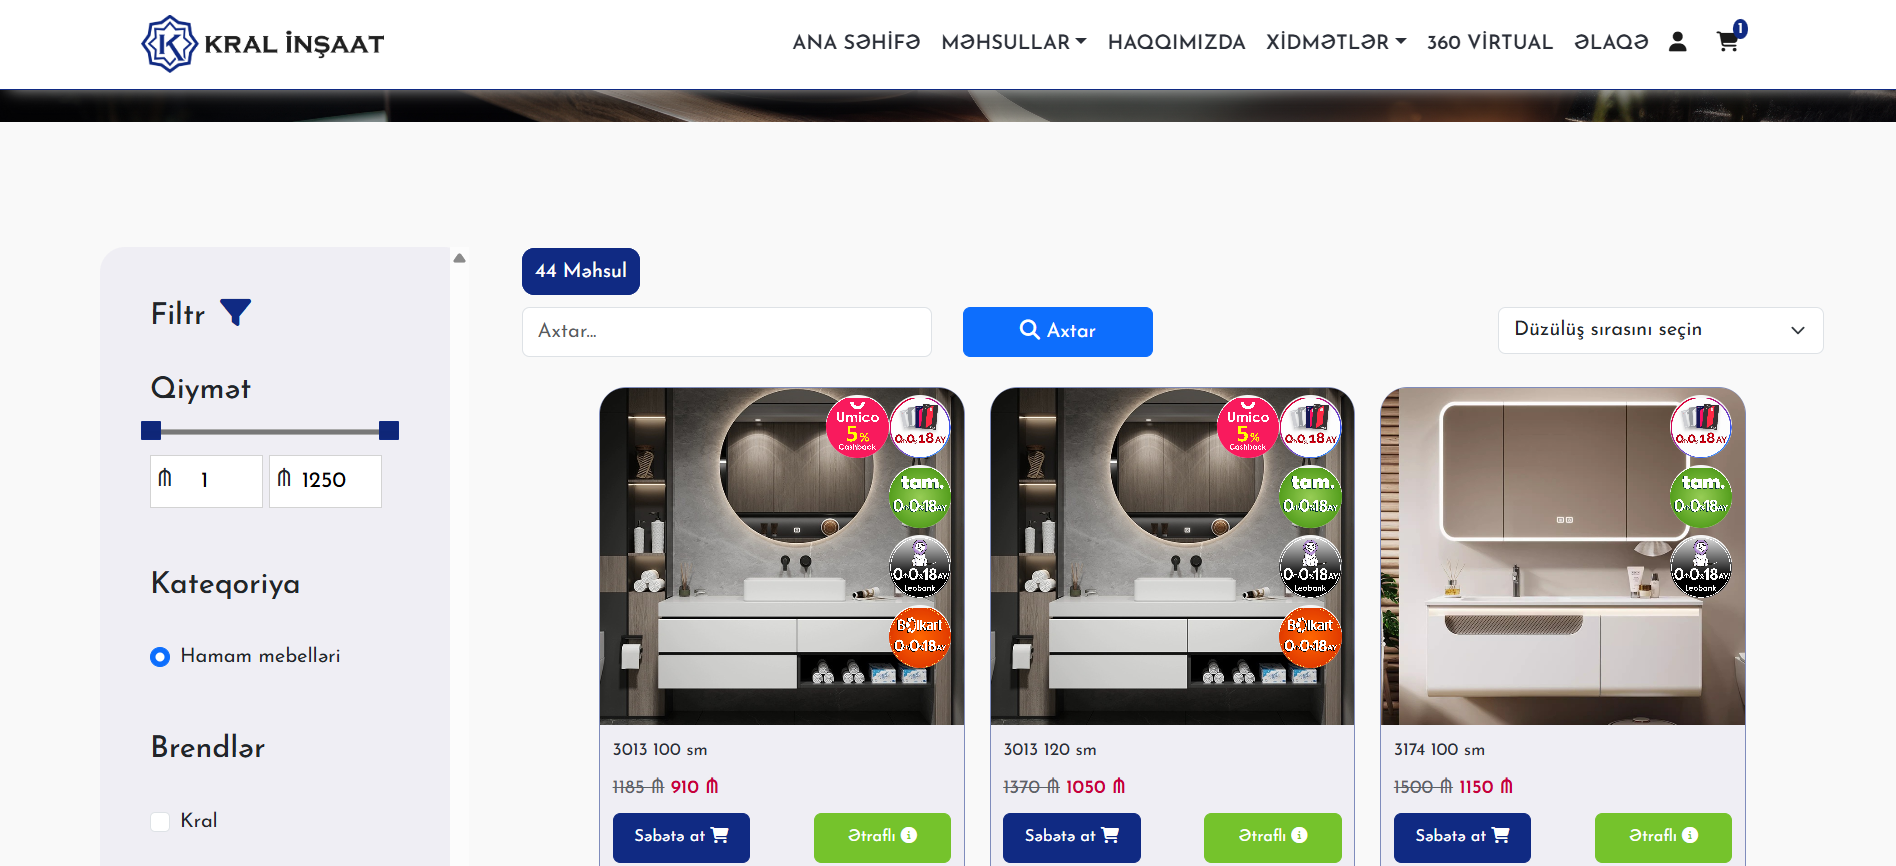 K KRAL İNŞAAT
ANA SƏHİFƏ MƏHSULLAR HAQQIMIZDA XİDMƏTLƏR 360 VİRTUAL ƏLAQƏ 1
Filtr
Qiymət
₼ 1 ₼ 1250
Kateqoriya
Hamam mebelləri
Brendlər
Kral
44 Məhsul
Axtar... Axtar Düzülüş sırasını seçin
Umico
5%
Cashback
0₼ 0% 18 AY
tam.
0₼ 0% 18 AY
0₼ 0% 18 AY
Leobank
Bolkart
0₼ 0% 18 AY
3013 100 sm
1185 ₼ 910 ₼
Səbətə at Ətraflı
Umico
5%
Cashback
0₼ 0% 18 AY
tam.
0₼ 0% 18 AY
0₼ 0% 18 AY
Leobank
Bolkart
0₼ 0% 18 AY
3013 120 sm
1370 ₼ 1050 ₼
Səbətə at Ətraflı
0₼ 0% 18 AY
tam.
0₼ 0% 18 AY
0₼ 0% 18 AY
Leobank
3174 100 sm
1500 ₼ 1150 ₼
Səbətə at Ətraflı